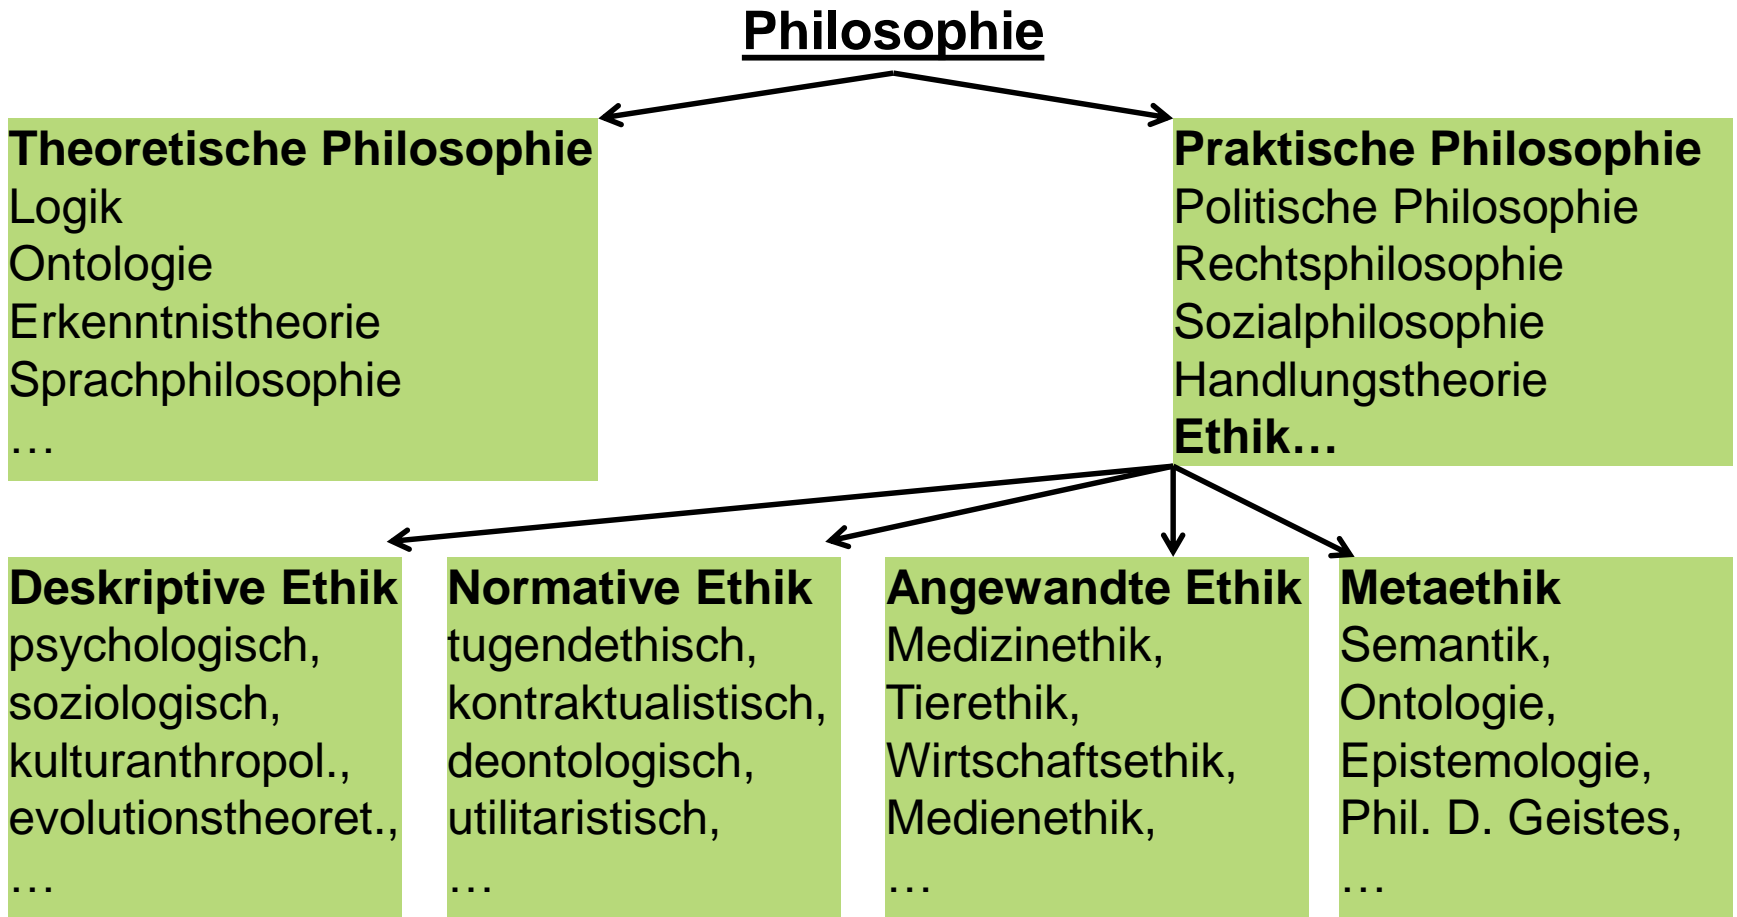 Philosophie
Theoretische Philosophie
Logik
Ontologie
Erkenntnistheorie
Sprachphilosophie
…
Praktische Philosophie
Politische Philosophie
Rechtsphilosophie
Sozialphilosophie
Handlungstheorie
Ethik…
Deskriptive Ethik
psychologisch,
soziologisch,
kulturanthropol.,
evolutionstheoret.,
…
Normative Ethik
tugendethisch,
kontraktualistisch,
deontologisch,
utilitaristisch,
…
Angewandte Ethik
Medizinethik,
Tierethik,
Wirtschaftsethik,
Medienethik,
…
Metaethik
Semantik,
Ontologie,
Epistemologie,
Phil. D. Geistes,
…